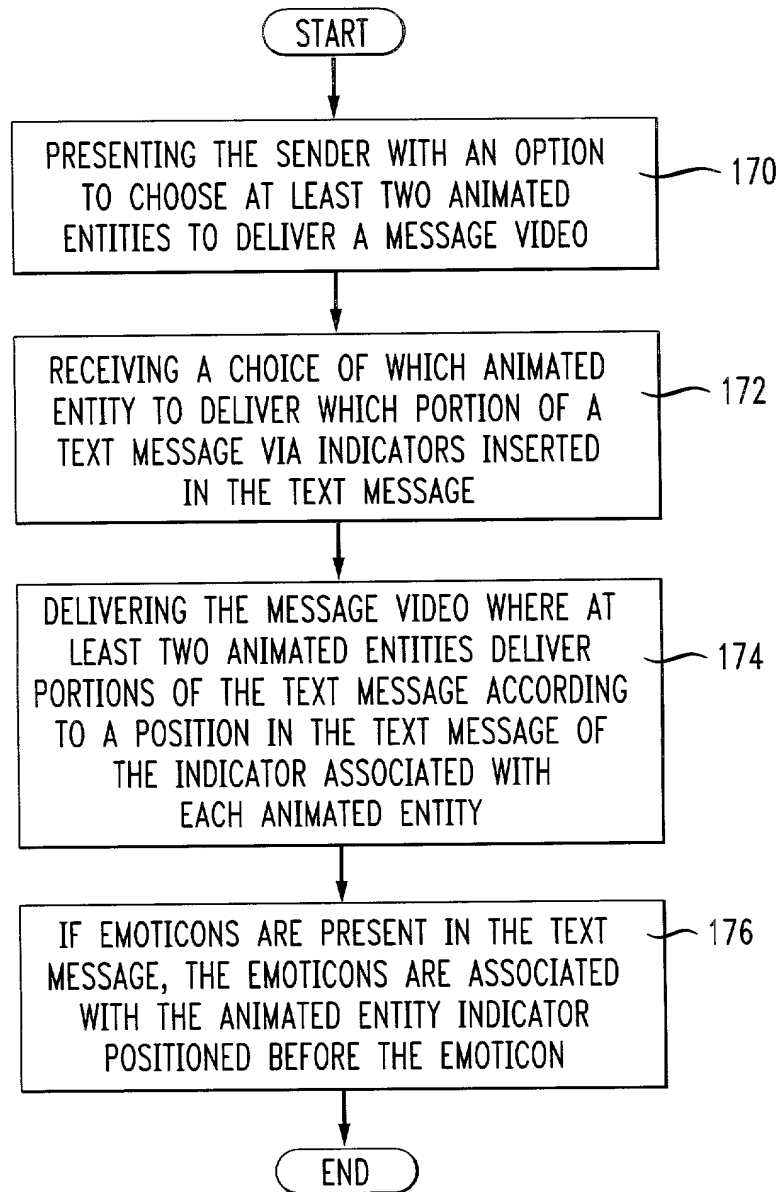 START
PRESENTING THE SENDER WITH AN OPTION
TO CHOOSE AT LEAST TWO ANIMATED
ENTITIES TO DELIVER A MESSAGE VIDEO
170
RECEIVING A CHOICE OF WHICH ANIMATED
ENTITY TO DELIVER WHICH PORTION OF A
TEXT MESSAGE VIA INDICATORS INSERTED
IN THE TEXT MESSAGE
172
DELIVERING THE MESSAGE VIDEO WHERE AT
LEAST TWO ANIMATED ENTITIES DELIVER
PORTIONS OF THE TEXT MESSAGE ACCORDING
TO A POSITION IN THE TEXT MESSAGE OF
THE INDICATOR ASSOCIATED WITH
EACH ANIMATED ENTITY
174
IF EMOTICONS ARE PRESENT IN THE TEXT
MESSAGE, THE EMOTICONS ARE ASSOCIATED
WITH THE ANIMATED ENTITY INDICATOR
POSITIONED BEFORE THE EMOTICON
176
END